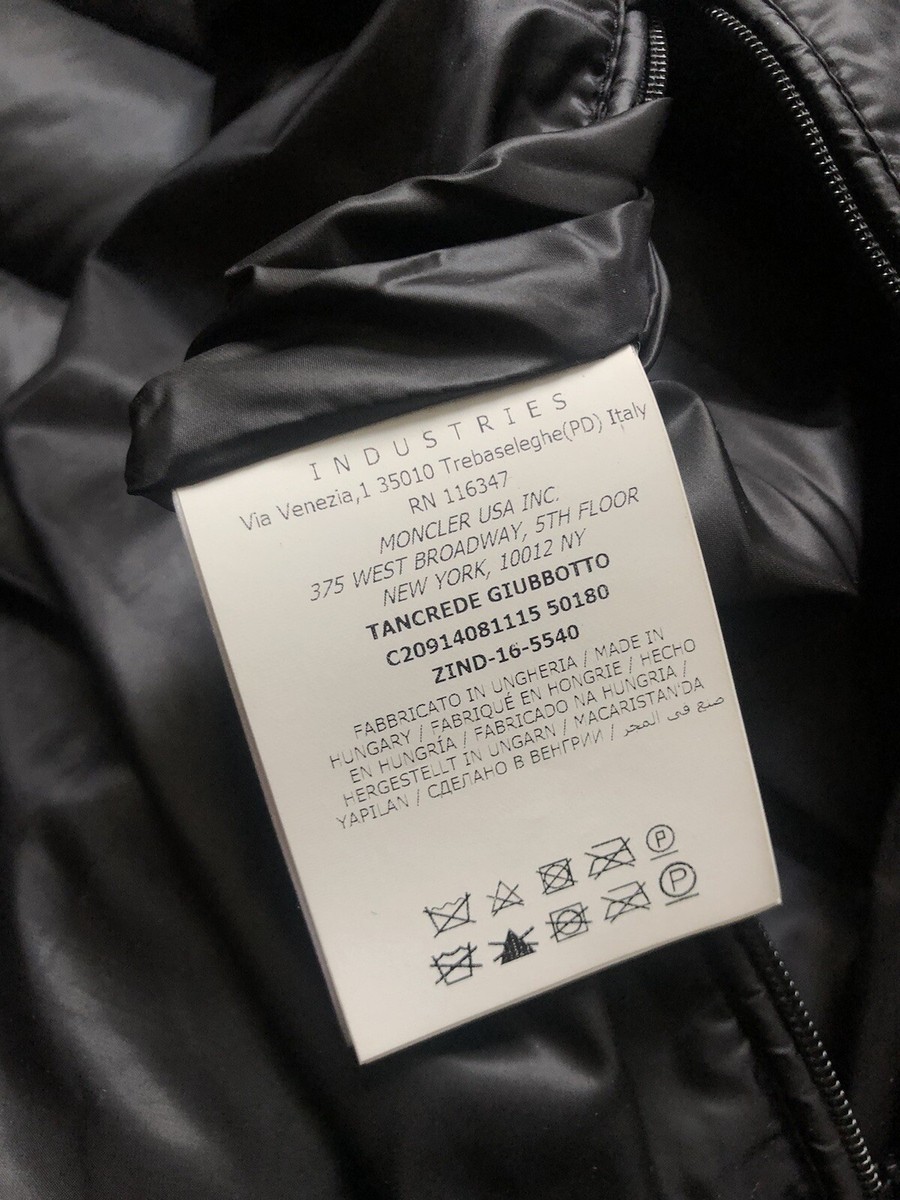 INDUSTRIES
Via Venezia,1 35010 Trebaseleghe(PD) Italy
RN 116347
MONCLER USA INC.
375 WEST BROADWAY, 5TH FLOOR
NEW YORK, 10012 NY
TANCREDE GIUBBOTTO
C20914081115 50180
ZIND-16-5540
FABBRICATO IN UNGHERIA / MADE IN
HUNGARY / FABRIQUÉ EN HONGRIE / HECHO
EN HUNGRÍA / FABRICADO NA HUNGRIA /
HERGESTELLT IN UNGARN / MACARISTAN'DA
YAPILAN / СДЕЛАНО В ВЕНГРИИ / صنع فى المجر
P
P